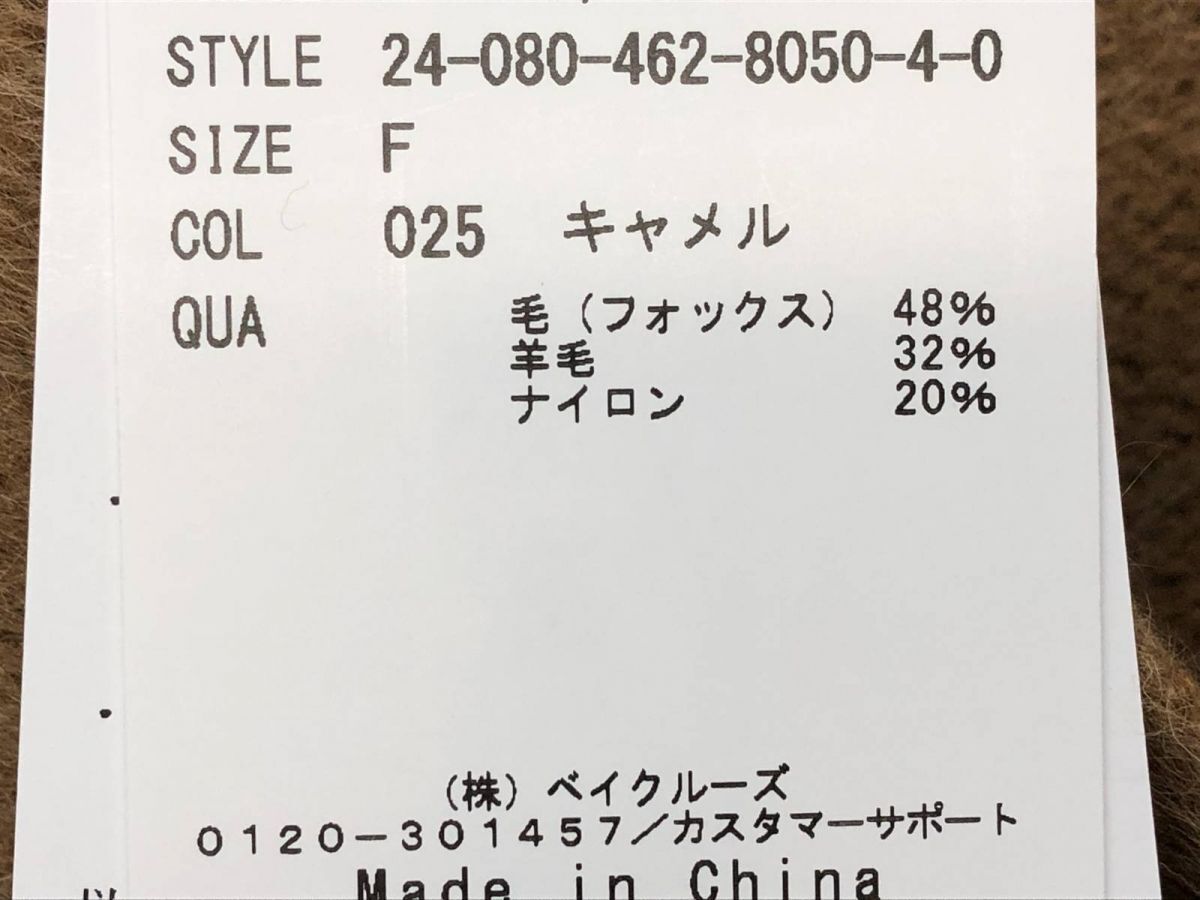 STYLE 24-080-462-8050-4-0
SIZE F
COL 025 キャメル
QUA 毛(フォックス) 48%
羊毛 32%
ナイロン 20%
(株)ベイクルーズ
0120-301457/カスタマーサポート
Made in China